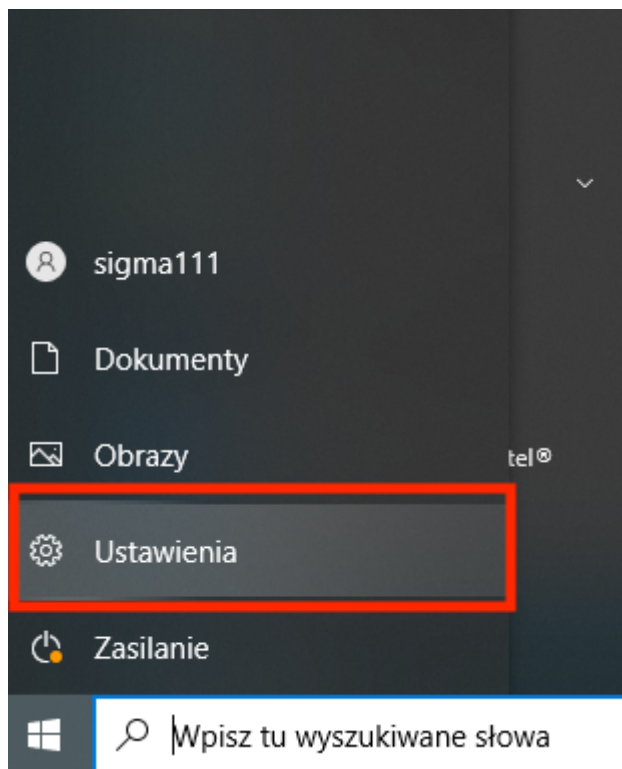 sigma111
Dokumenty
Obrazy
tel®
Ustawienia
Zasilanie
Wpisz tu wyszukiwane słowa